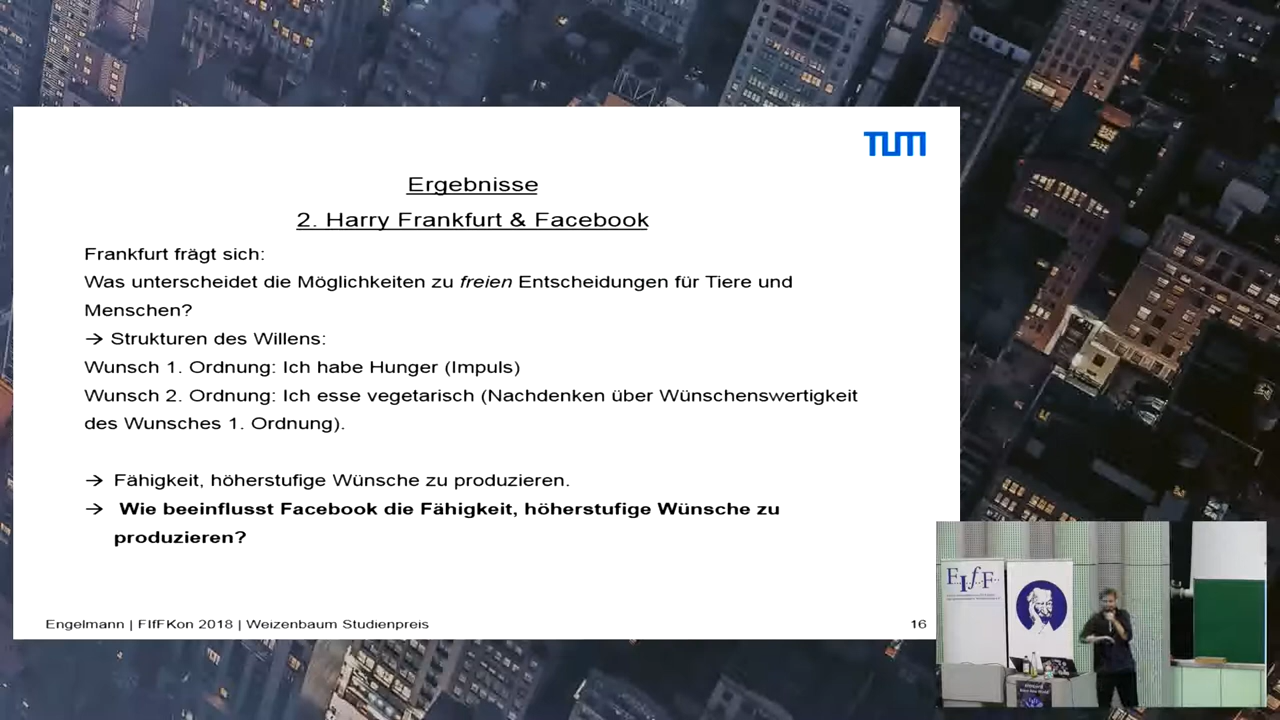 TUM
Ergebnisse
2. Harry Frankfurt & Facebook
Frankfurt frägt sich:
Was unterscheidet die Möglichkeiten zu freien Entscheidungen für Tiere und
Menschen?
→ Strukturen des Willens:
Wunsch 1. Ordnung: Ich habe Hunger (Impuls)
Wunsch 2. Ordnung: Ich esse vegetarisch (Nachdenken über Wünschenswertigkeit
des Wunsches 1. Ordnung).
→ Fähigkeit, höherstufige Wünsche zu produzieren.
→ Wie beeinflusst Facebook die Fähigkeit, höherstufige Wünsche zu
produzieren?
Engelmann | FIfFKon 2018 | Weizenbaum Studienpreis
16
FIfF